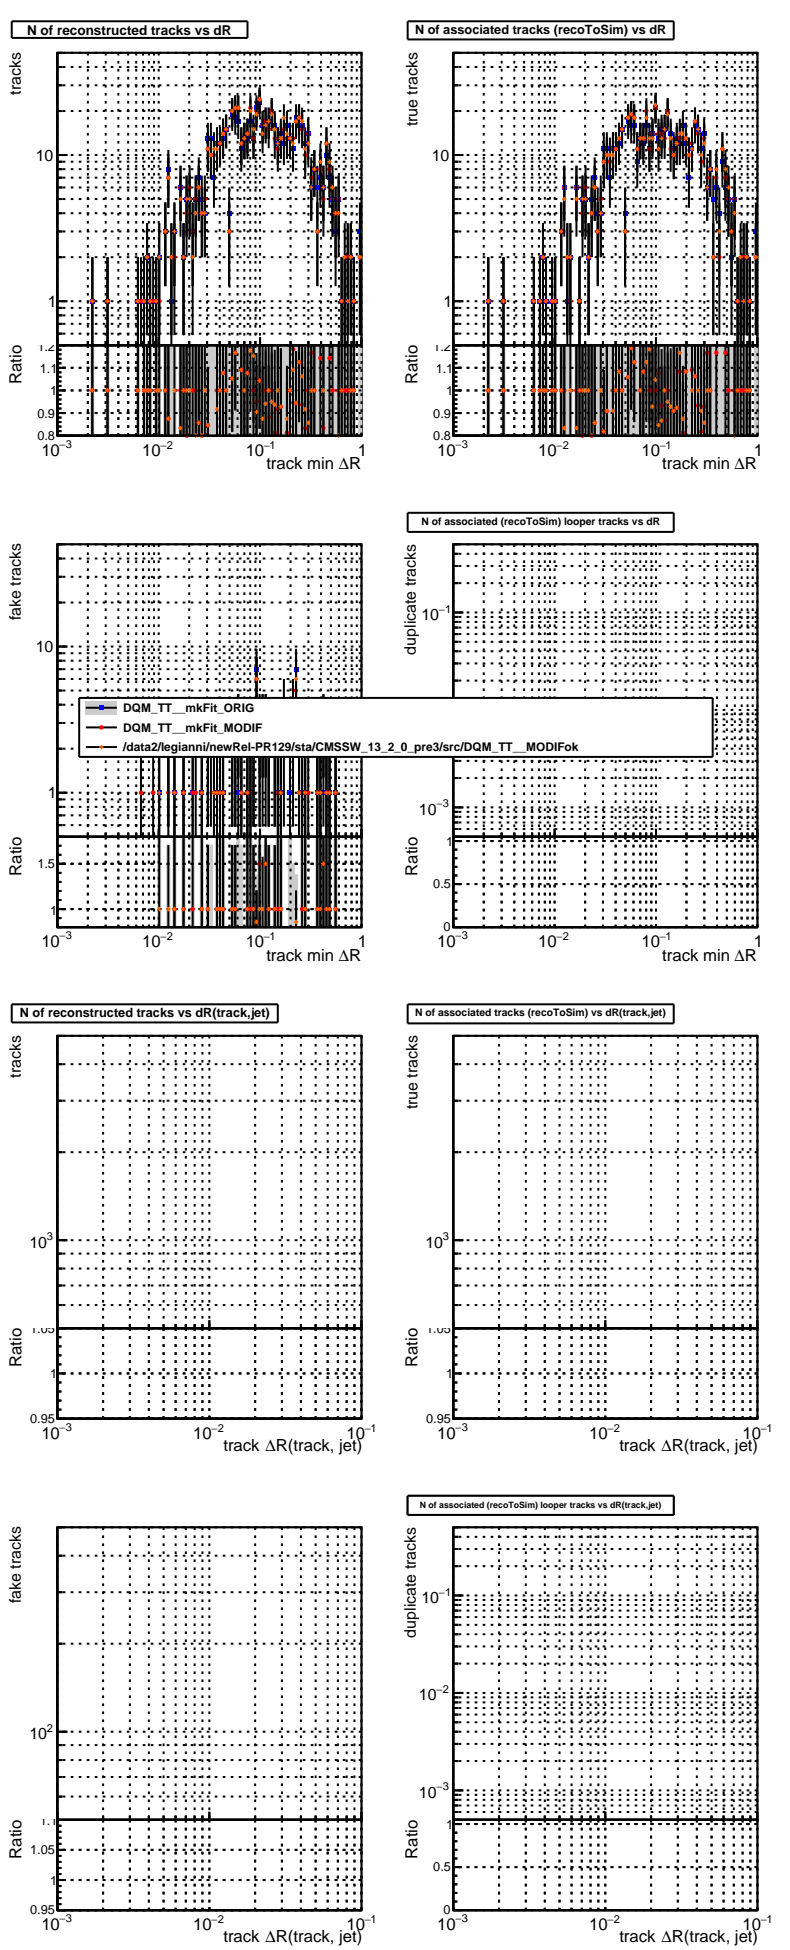 N of reconstructed tracks vs dR
tracks
10
1
Ratio
1.2
1.1
1
0.9
0.8
10−3
10−2
10−1
1
track min ΔR
N of associated tracks (recoToSim) vs dR
true tracks
10
1
Ratio
1.2
1.1
1
0.9
0.8
10−3
10−2
10−1
1
track min ΔR
fake tracks
10
1
Ratio
1.5
1
10−3
10−2
10−1
1
track min ΔR
N of associated (recoToSim) looper tracks vs dR
duplicate tracks
10−1
10−3
Ratio
1
0.5
0
10−3
10−2
10−1
1
track min ΔR
DQM_TT__mkFit_ORIG
DQM_TT__mkFit_MODIF
/data2/legianni/newRel-PR129/sta/CMSSW_13_2_0_pre3/src/DQM_TT__MODIFok
N of reconstructed tracks vs dR(track,jet)
tracks
103
Ratio
1.05
1
0.95
10−3
10−2
10−1
track ΔR(track, jet)
N of associated tracks (recoToSim) vs dR(track,jet)
true tracks
103
Ratio
1.05
1
0.95
10−3
10−2
10−1
track ΔR(track, jet)
fake tracks
102
Ratio
1.1
1.05
1
0.95
10−3
10−2
10−1
track ΔR(track, jet)
N of associated (recoToSim) looper tracks vs dR(track,jet)
duplicate tracks
10−1
10−2
10−3
Ratio
1
0.5
0
10−3
10−2
10−1
track ΔR(track, jet)